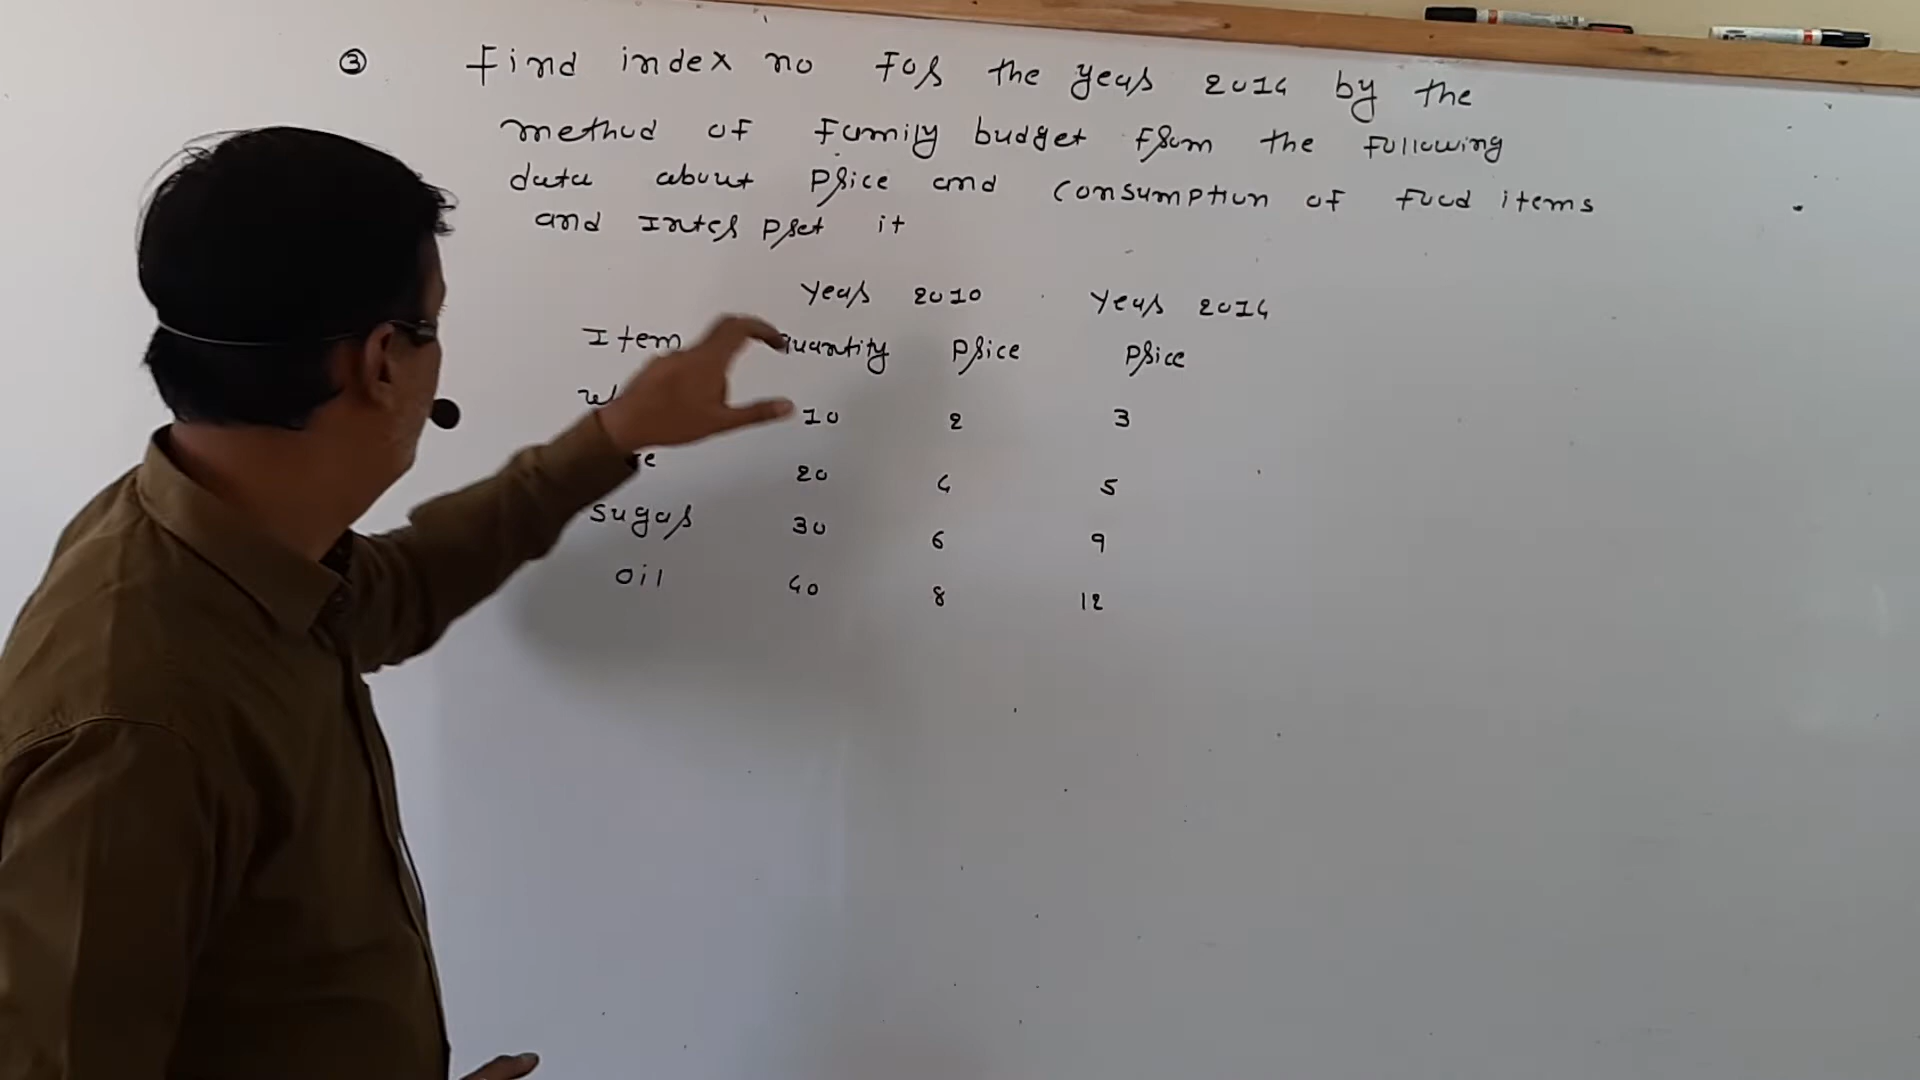 ③ Find index no For the year 2014 by the
method of Family budget From the Following
data about Price and Consumption of Food items
and Inter pret it
Year 2010 Year 2014
Item quantity Price Price
10 2 3
20 4 5
Sugar 30 6 9
Oil 40 8 12